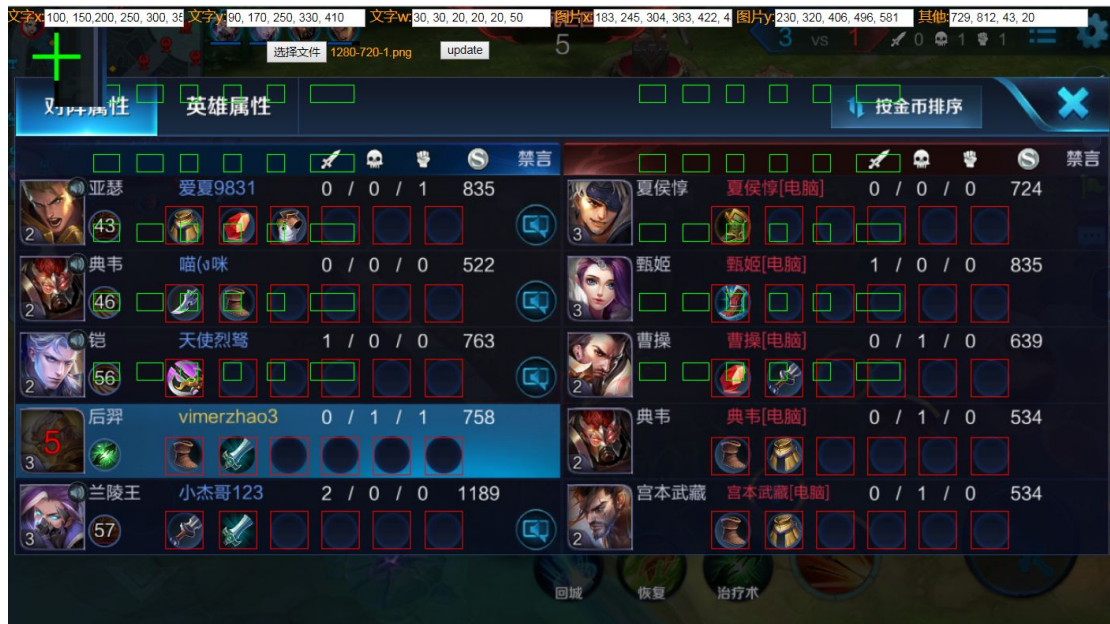 文字x: 100, 150,200, 250, 300, 35 文字y: 90, 170, 250, 330, 410 文字w: 30, 30, 20, 20, 20, 50 图片x: 183, 245, 304, 363, 422, 4 图片y: 230, 320, 406, 496, 581 其他: 729, 812, 43, 20
选择文件 1280-720-1.png update 5 3 VS 1 0 1 1
对阵属性 英雄属性 按金币排序
禁言 禁言
亚瑟 爱夏9831 0 / 0 / 1 835 夏侯惇 夏侯惇[电脑] 0 / 0 / 0 724
2 43 3
典韦 喵(ง咪 0 / 0 / 0 522 甄姬 甄姬[电脑] 1 / 0 / 0 835
2 46 3
铠 天使烈驽 1 / 0 / 0 763 曹操 曹操[电脑] 0 / 1 / 0 639
2 56 2
后羿 vimerzhao3 0 / 1 / 1 758 典韦 典韦[电脑] 0 / 1 / 0 534
5 3 2
兰陵王 小杰哥123 2 / 0 / 0 1189 宫本武藏 宫本武藏[电脑] 0 / 1 / 0 534
3 57 2
回城 恢复 治疗术